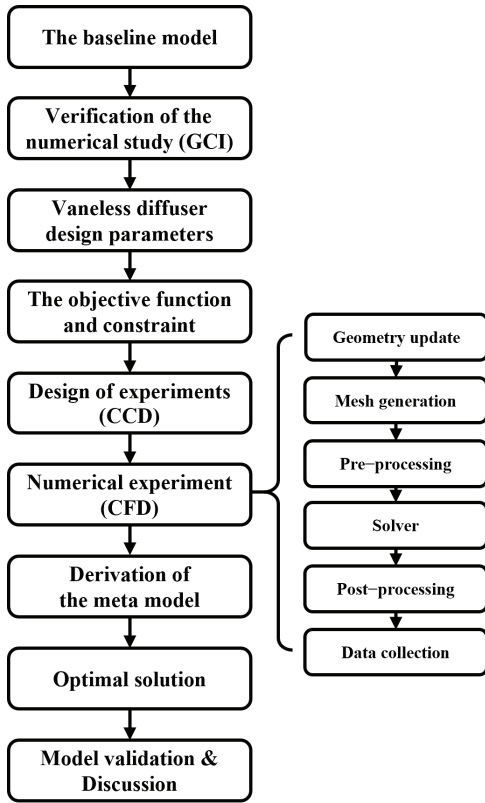 The baseline model
Verification of the
numerical study (GCI)
Vaneless diffuser
design parameters
The objective function
and constraint
Design of experiments
(CCD)
Numerical experiment
(CFD)
Derivation of
the meta model
Optimal solution
Model validation &
Discussion
Geometry update
Mesh generation
Pre−processing
Solver
Post−processing
Data collection